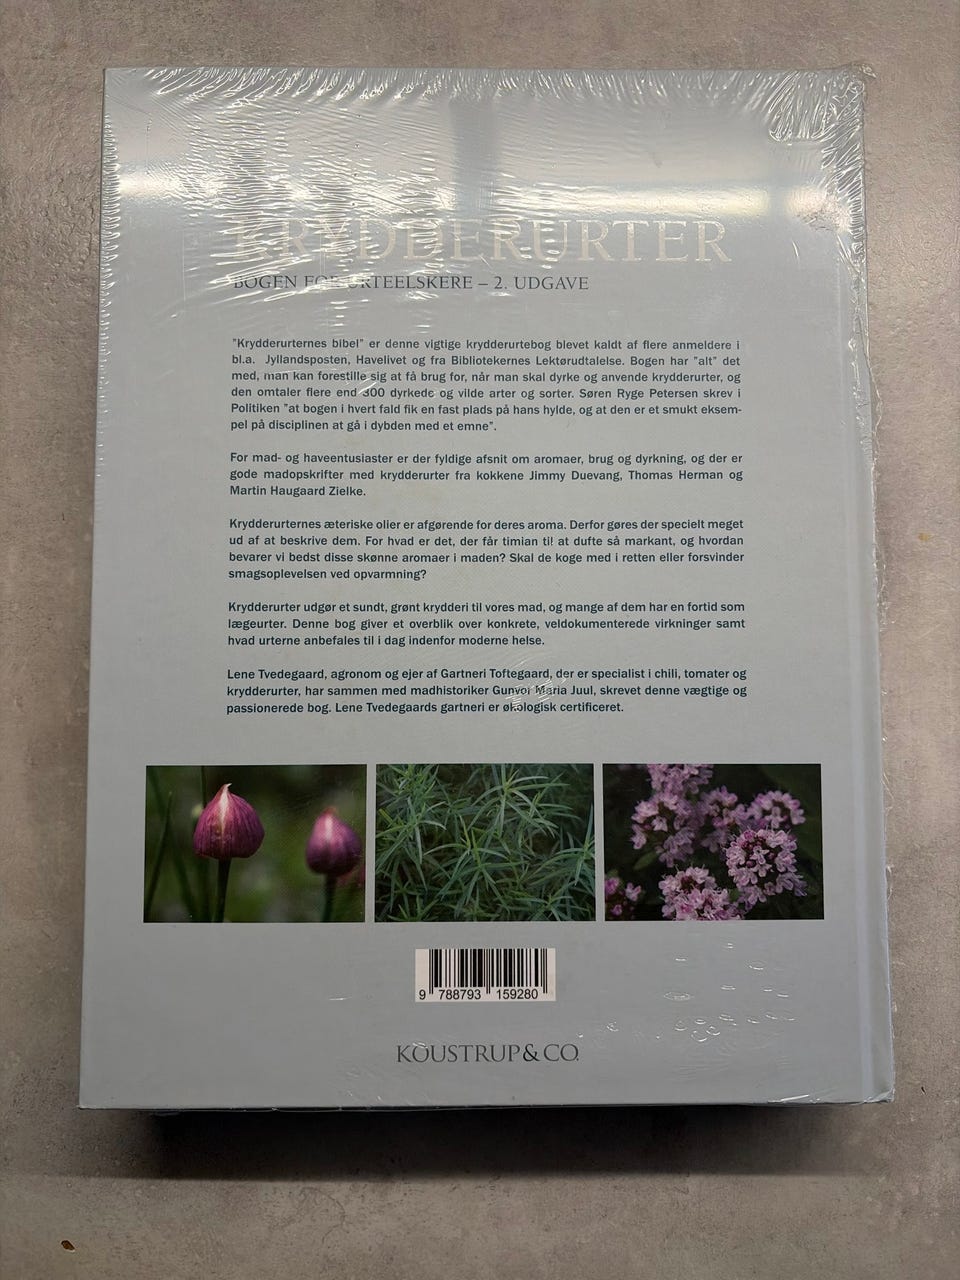 KRYDDERURTER
BOGEN FOR URTEELSKERE – 2. UDGAVE
"Krydderurternes bibel" er denne vigtige krydderurtebog blevet kaldt af flere anmeldere i
bl.a. Jyllandsposten, Havelivet og fra Bibliotekernes Lektørudtalelse. Bogen har "alt" det
med, man kan forestille sig at få brug for, når man skal dyrke og anvende krydderurter, og
den omtaler flere end 300 dyrkede og vilde arter og sorter. Søren Ryge Petersen skrev i
Politiken "at bogen i hvert fald fik en fast plads på hans hylde, og at den er et smukt eksem-
pel på disciplinen at gå i dybden med et emne".
For mad- og haveentusiaster er der fyldige afsnit om aromaer, brug og dyrkning, og der er
gode madopskrifter med krydderurter fra kokkene Jimmy Duevang, Thomas Herman og
Martin Haugaard Zielke.
Krydderurternes æteriske olier er afgørende for deres aroma. Derfor gøres der specielt meget
ud af at beskrive dem. For hvad er det, der får timian til at dufte så markant, og hvordan
bevarer vi bedst disse skønne aromaer i maden? Skal de koge med i retten eller forsvinder
smagsoplevelsen ved opvarmning?
Krydderurter udgør et sundt, grønt krydderi til vores mad, og mange af dem har en fortid som
lægeurter. Denne bog giver et overblik over konkrete, veldokumenterede virkninger samt
hvad urterne anbefales til i dag indenfor moderne helse.
Lene Tvedegaard, agronom og ejer af Gartneri Toftegaard, der er specialist i chili, tomater og
krydderurter, har sammen med madhistoriker Gunvor Maria Juul, skrevet denne vægtige og
passionerede bog. Lene Tvedegaards gartneri er økologisk certificeret.
9 788793 159280
KOUSTRUP & CO.